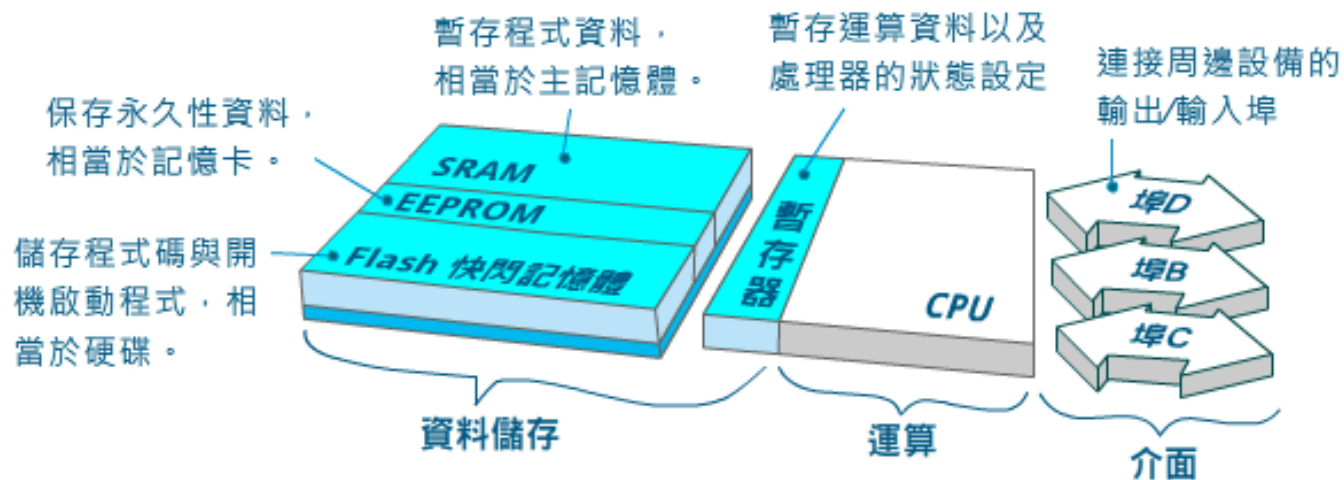 暫存程式資料，
相當於主記憶體。
暫存運算資料以及
處理器的狀態設定
連接周邊設備的
輸出/輸入埠
保存永久性資料，
相當於記憶卡。
儲存程式碼與開
機啟動程式，相
當於硬碟。
SRAM
EEPROM
Flash 快閃記憶體
暫存器
CPU
埠D
埠B
埠C
資料儲存
運算
介面